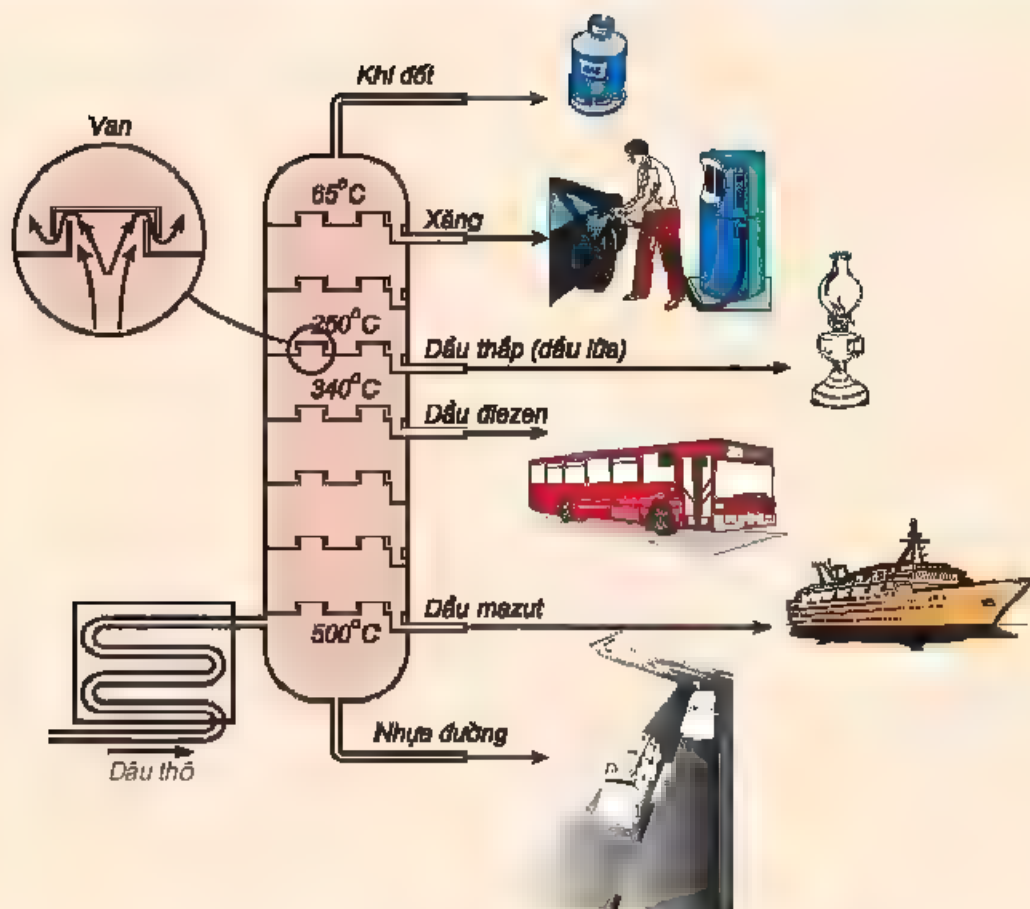 Khí đốt
Van
65°C
Xăng
250°C
Dầu thắp (dầu lửa)
340°C
Dầu điezen
Dầu mazut
500°C
Nhựa đường
Dầu thô